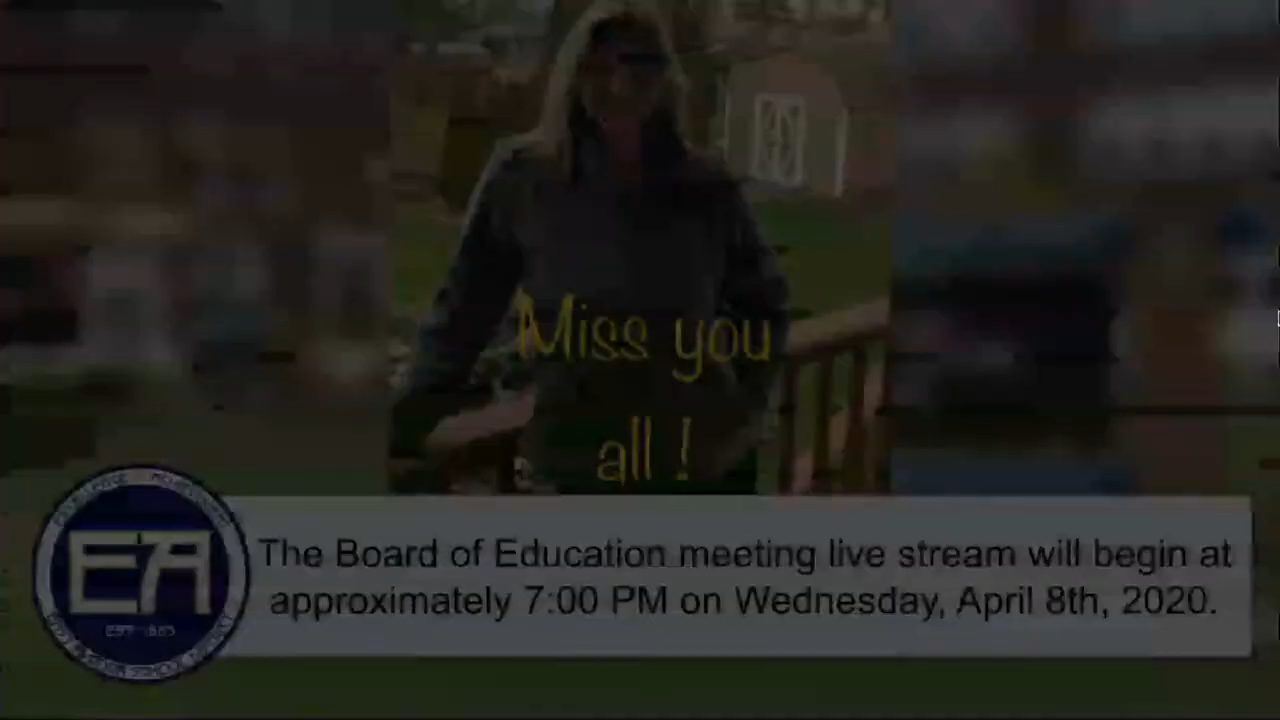 Miss you
all !
EA
The Board of Education meeting live stream will begin at
approximately 7:00 PM on Wednesday, April 8th, 2020.